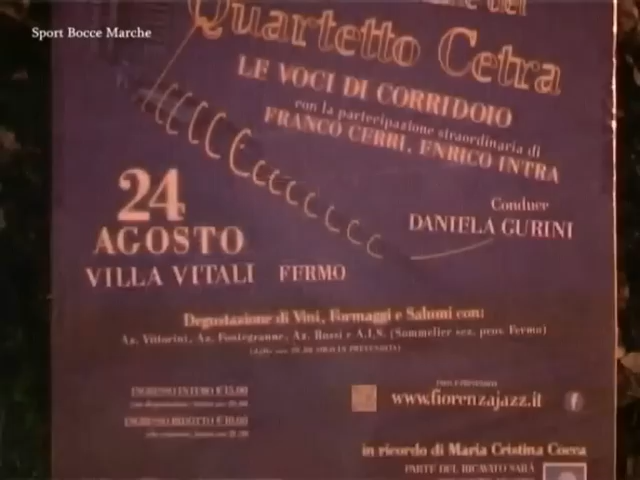 Sport Bocce Marche
Quartetto Cetra
LE VOCI DI CORRIDOIO
con la partecipazione straordinaria di
FRANCO CERRI, ENRICO INTRA
Conduce
DANIELA GURINI
24
AGOSTO
VILLA VITALI FERMO
Degustazione di Vini, Formaggi e Salumi con:
Az. Vittorini, Az. Fontegranne, Az. Bossi e A.I.S. (Sommelier sez. prov. Fermo)
INGRESSO INTERO € 15,00
INGRESSO RIDOTTO € 10,00
www.fiorenzajazz.it
f
in ricordo di Maria Cristina Cocca
PARTE DEL RICAVATO SARÀ